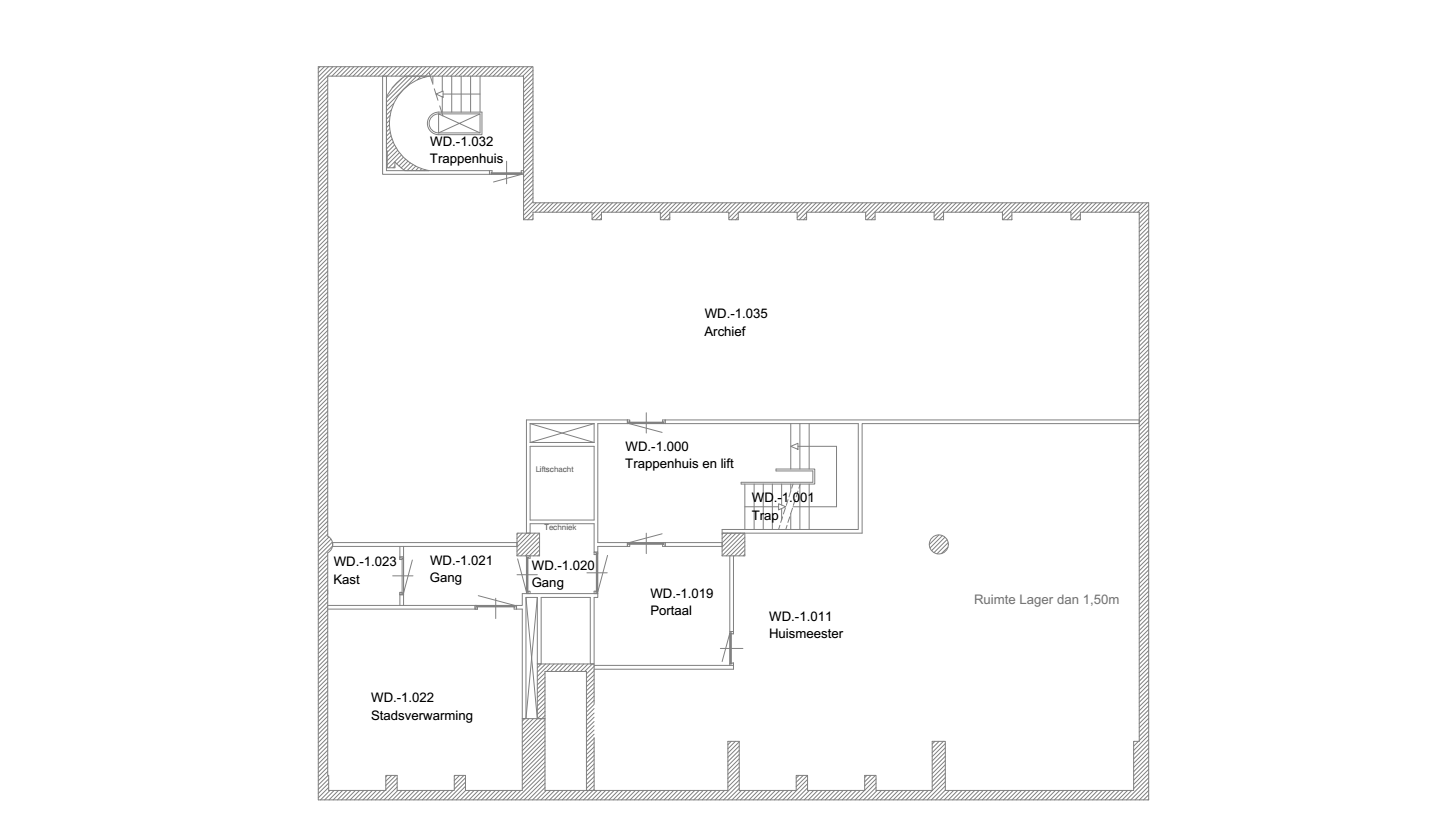 WD.-1.032
Trappenhuis
WD.-1.035
Archief
WD.-1.000
Trappenhuis en lift
Liftschacht
WD.-1.001
Trap
Techniek
WD.-1.023
Kast
WD.-1.021
Gang
WD.-1.020
Gang
WD.-1.019
Portaal
WD.-1.011
Huismeester
Ruimte Lager dan 1,50m
WD.-1.022
Stadsverwarming